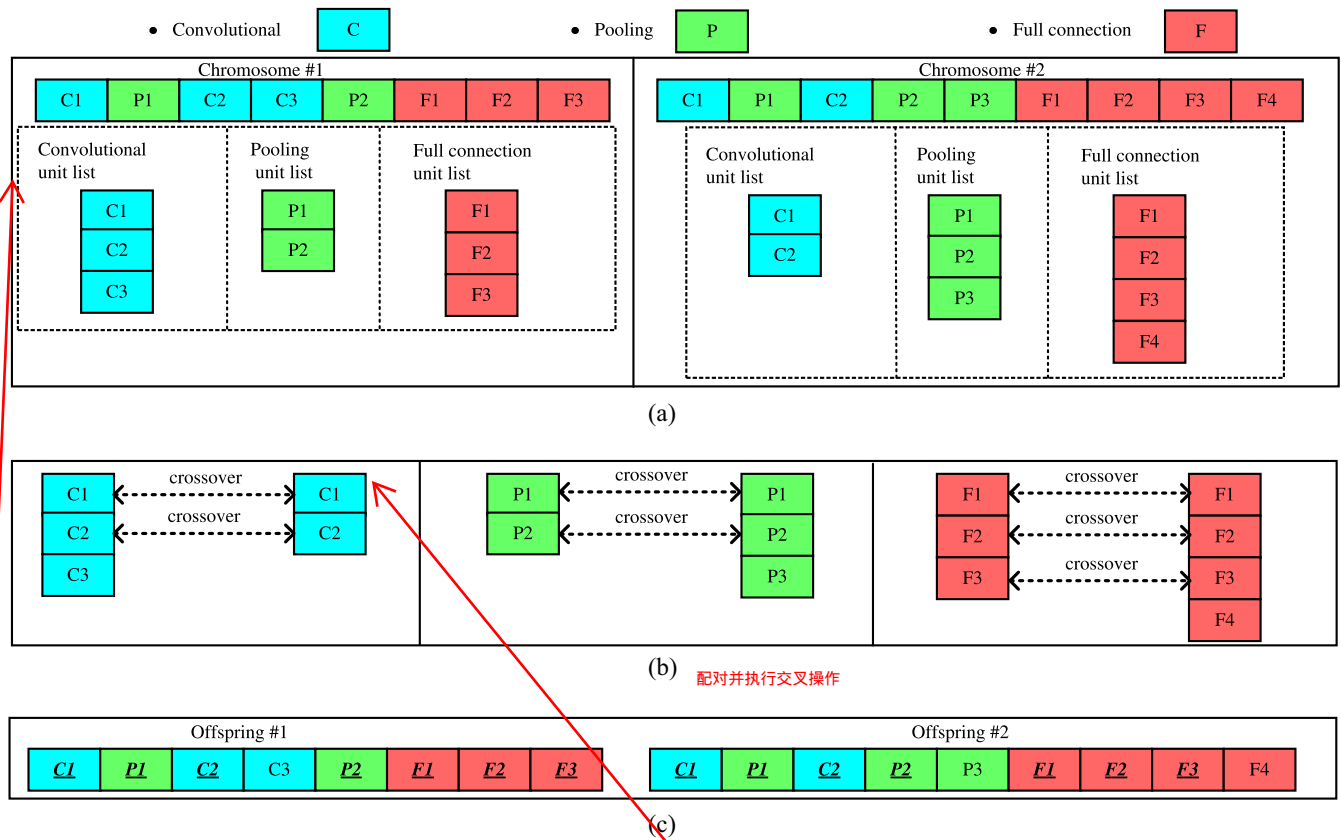 • Convolutional C • Pooling P • Full connection F
Chromosome #1
C1 P1 C2 C3 P2 F1 F2 F3
Convolutional
unit list
C1
C2
C3
Pooling
unit list
P1
P2
Full connection
unit list
F1
F2
F3
Chromosome #2
C1 P1 C2 P2 P3 F1 F2 F3 F4
Convolutional
unit list
C1
C2
Pooling
unit list
P1
P2
P3
Full connection
unit list
F1
F2
F3
F4
(a)
C1 crossover C1
C2 crossover C2
C3
P1 crossover P1
P2 crossover P2
P3
F1 crossover F1
F2 crossover F2
F3 crossover F3
F4
(b)
配对并执行交叉操作
Offspring #1
C1 P1 C2 C3 P2 F1 F2 F3
Offspring #2
C1 P1 C2 P2 P3 F1 F2 F3 F4
(c)